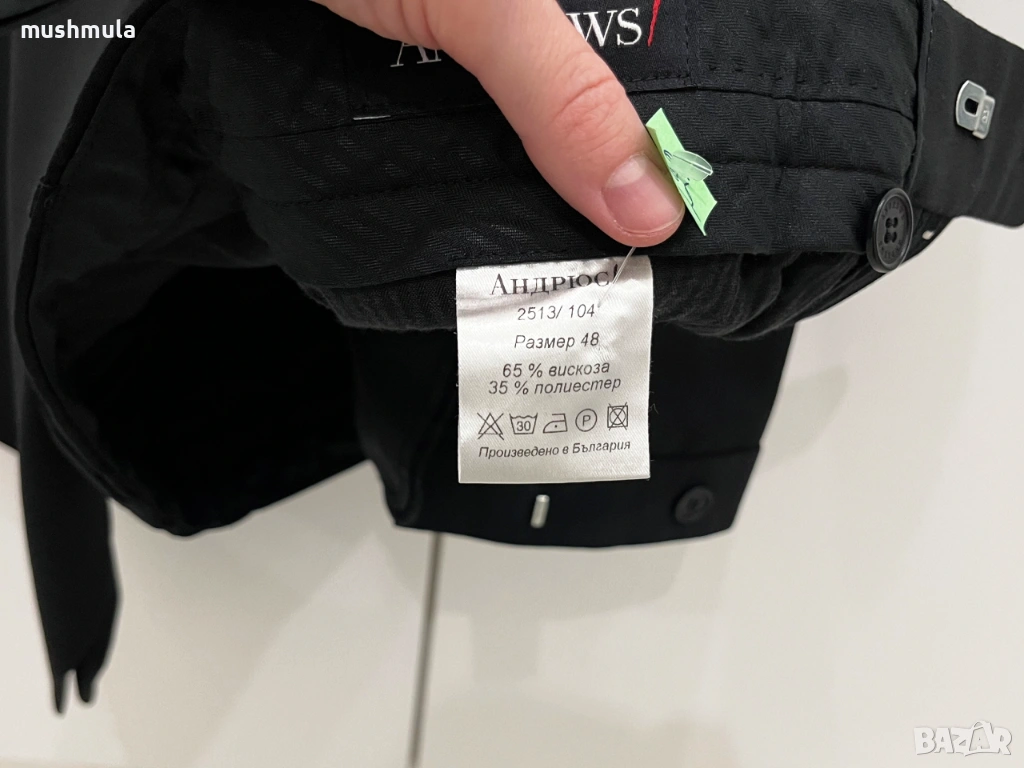 mushmula
Андрюс!
2513/ 104
Размер 48
65 % вискоза
35 % полиестер
30 P
Произведено в България
BAZAR